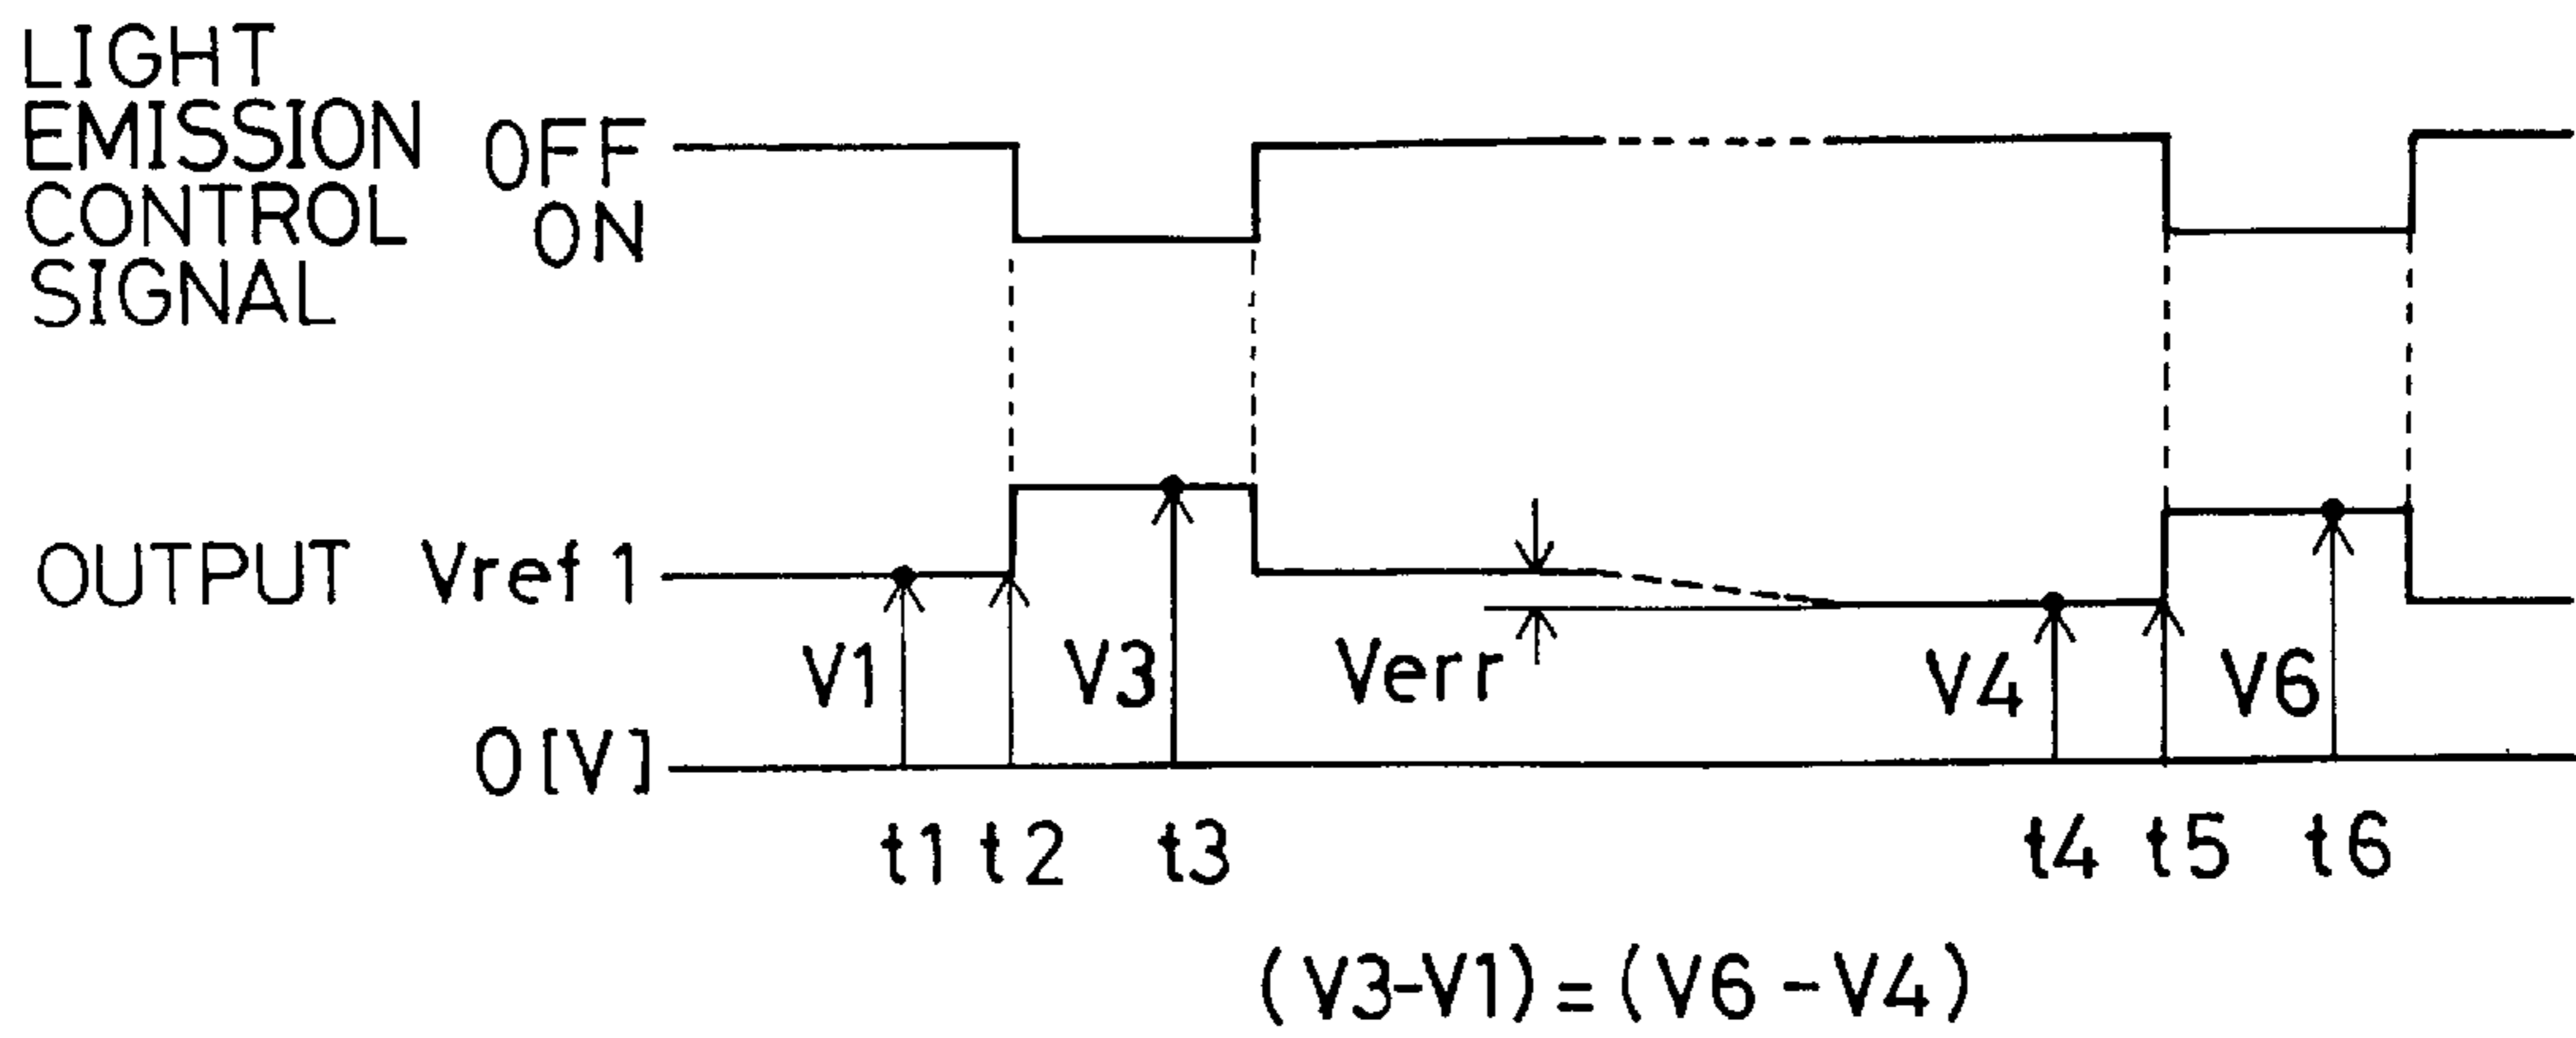 LIGHT
EMISSION
CONTROL
SIGNAL
OFF
ON
OUTPUT Vref 1
V1
V3
Verr
V4
V6
0[V]
t1 t2 t3 t4 t5 t6
(V3-V1)=(V6-V4)